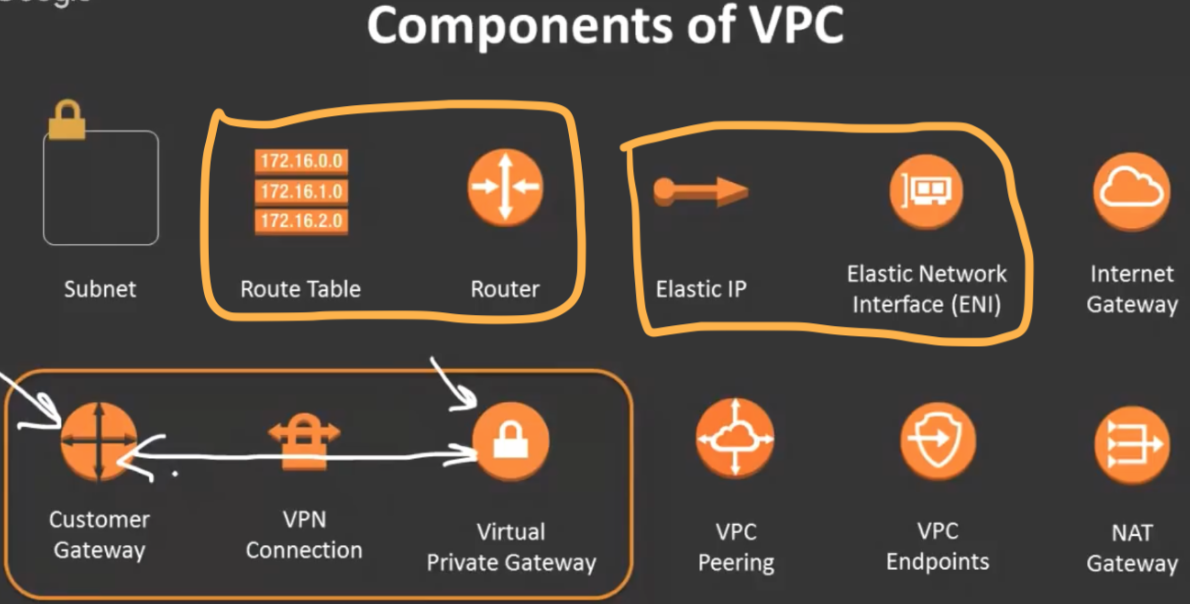 Components of VPC
172.16.0.0
172.16.1.0
172.16.2.0
Subnet
Route Table
Router
Elastic IP
Elastic Network
Interface (ENI)
Internet
Gateway
Customer
Gateway
VPN
Connection
Virtual
Private Gateway
VPC
Peering
VPC
Endpoints
NAT
Gateway